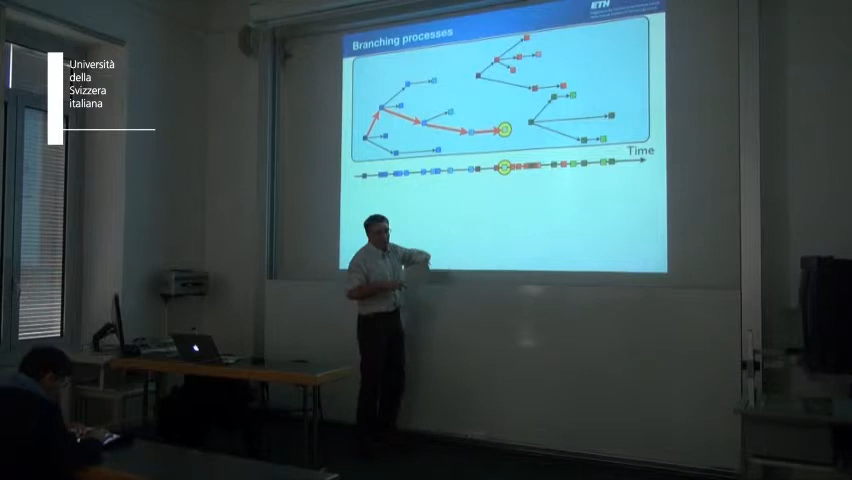 Università
della
Svizzera
italiana
Branching processes
ETH
Time